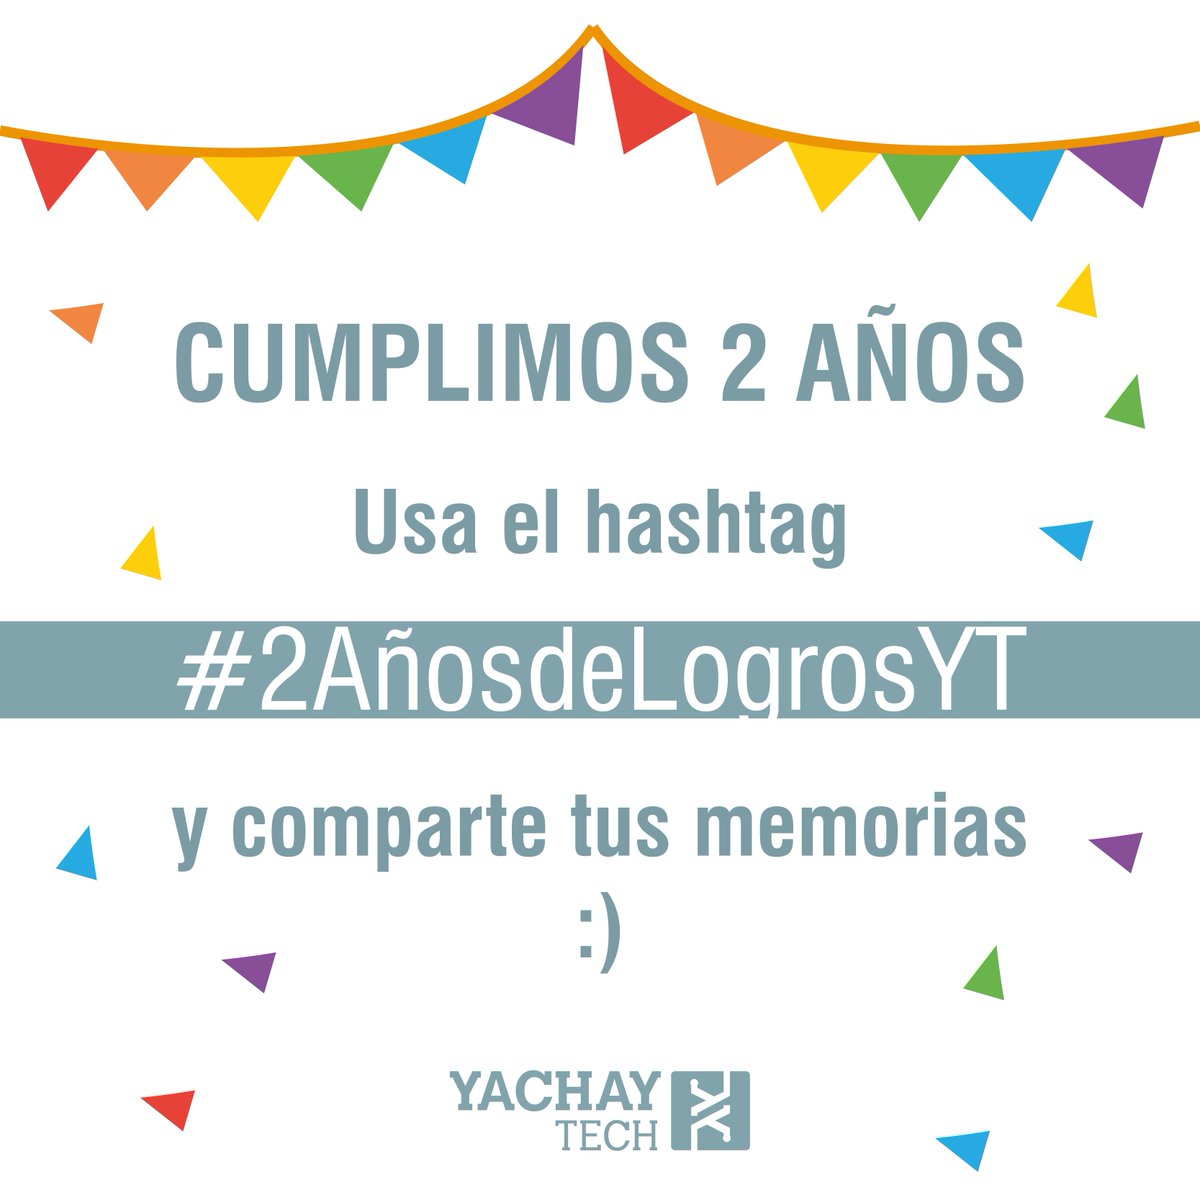 CUMPLIMOS 2 AÑOS
Usa el hashtag
#2AñosdeLogrosYT
y comparte tus memorias
:)
YACHAY
TECH